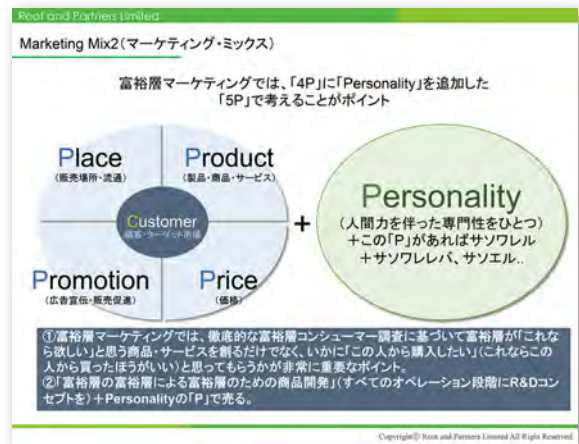 Root and Partners Limited
Marketing Mix2(マーケティング・ミックス)
富裕層マーケティングでは、「4P」に「Personality」を追加した
「5P」で考えることがポイント
Place
(販売場所・流通)
Product
(製品・商品・サービス)
Customer
顧客・ターゲット市場
Promotion
(広告宣伝・販売促進)
Price
(価格)
+
Personality
(人間力を伴った専門性をひとつ)
+この「P」があればサソワレル
+サソワレレバ、サソエル..
①富裕層マーケティングでは、徹底的な富裕層コンシューマー調査に基づいて富裕層が「これなら欲しい」と思う商品・サービスを創るだけでなく、いかに「この人から購入したい」(これならこの人から買ったほうがいい)と思ってもらうかが非常に重要なポイント。
②「富裕層の富裕層による富裕層のための商品開発」(すべてのオペレーション段階にR&Dコンセプトを)+Personalityの「P」で売る。
Copyrightⓒ Root and Partners Limited All Right Reserved.